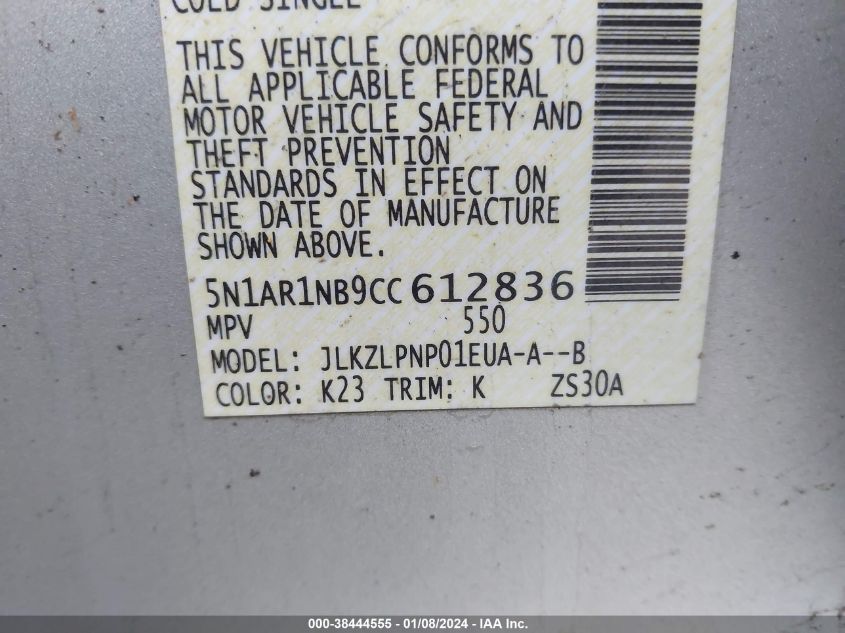 COLD SINGLE
THIS VEHICLE CONFORMS TO
ALL APPLICABLE FEDERAL
MOTOR VEHICLE SAFETY AND
THEFT PREVENTION
STANDARDS IN EFFECT ON
THE DATE OF MANUFACTURE
SHOWN ABOVE.
5N1AR1NB9CC612836
MPV 550
MODEL: JLKZLPNP01EUA-A--B
COLOR: K23 TRIM: K ZS30A
000-38444555 - 01/08/2024 - IAA Inc.